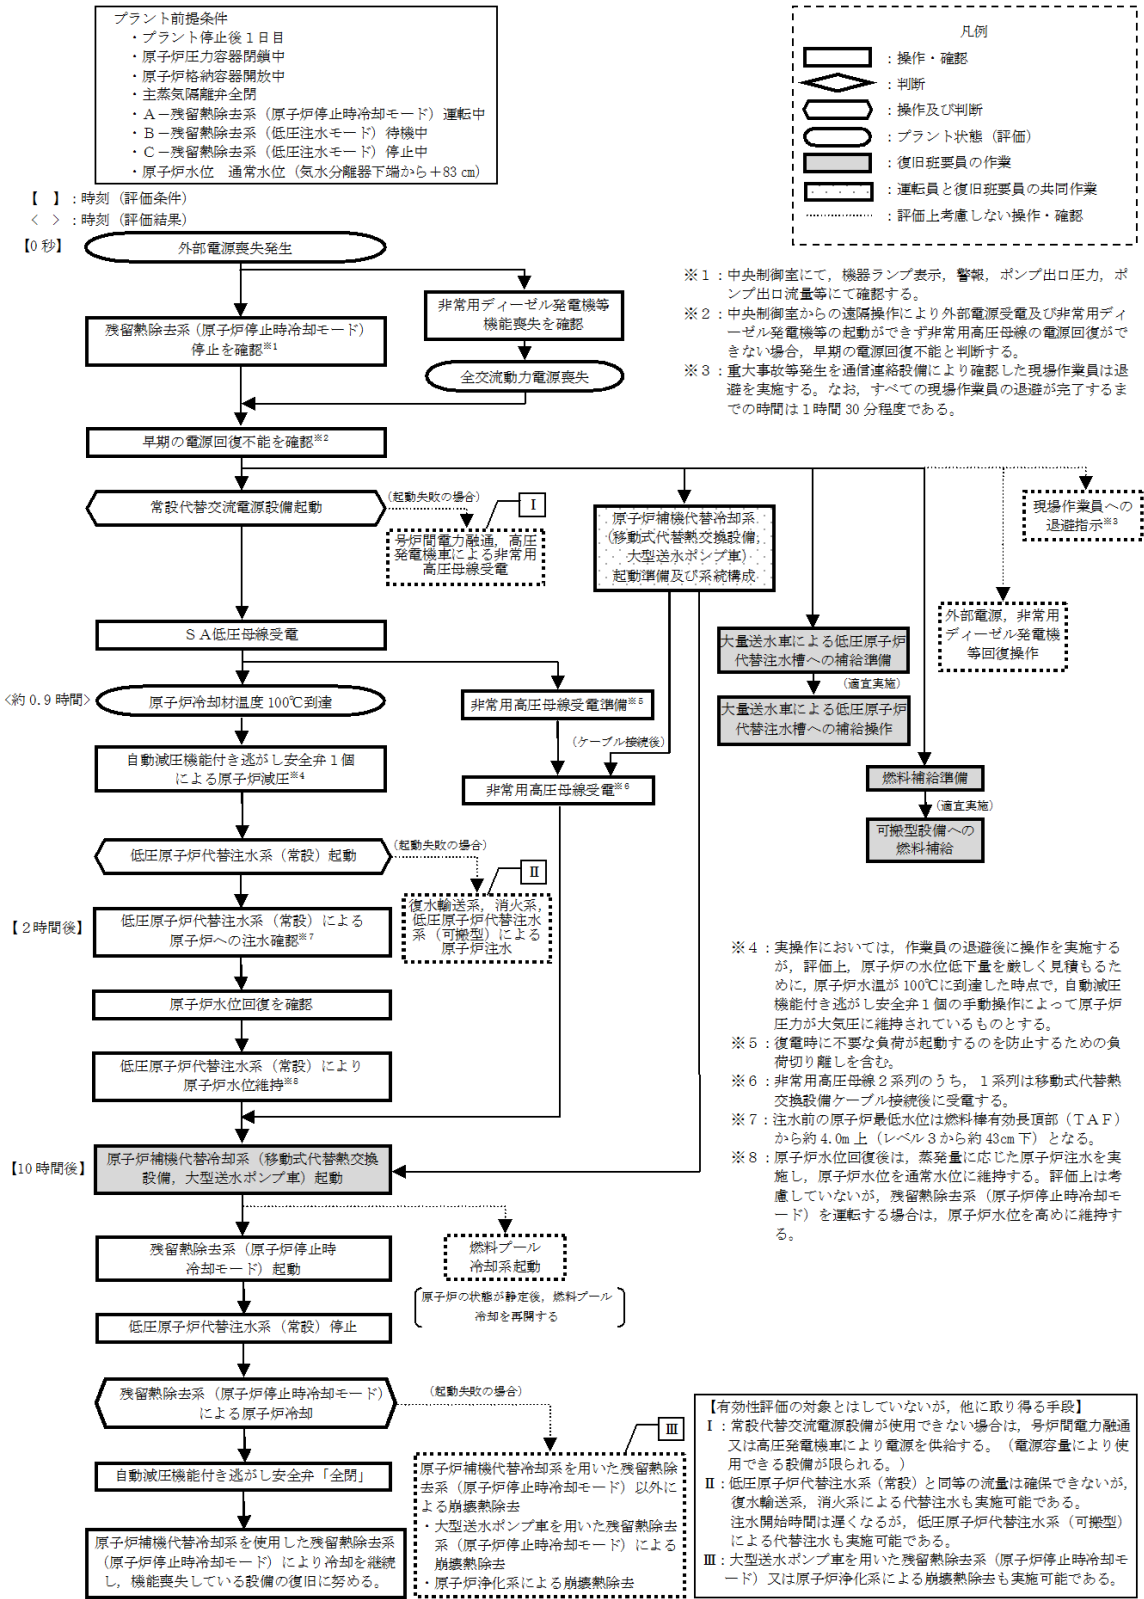 プラント前提条件
・プラント停止後１日目
・原子炉圧力容器閉鎖中
・原子炉格納容器開放中
・主蒸気隔離弁全閉
・Ａ－残留熱除去系（原子炉停止時冷却モード）運転中
・Ｂ－残留熱除去系（低圧注水モード）待機中
・Ｃ－残留熱除去系（低圧注水モード）停止中
・原子炉水位　通常水位（気水分離器下端から＋83 cm）
【　】：時刻（評価条件）
＜　＞：時刻（評価結果）
凡例
：操作・確認
：判断
：操作及び判断
：プラント状態（評価）
：復旧班要員の作業
：運転員と復旧班要員の共同作業
：評価上考慮しない操作・確認
【0 秒】
外部電源喪失発生
残留熱除去系（原子炉停止時冷却モード）
停止を確認※1
非常用ディーゼル発電機等
機能喪失を確認
全交流動力電源喪失
早期の電源回復不能を確認※2
※１：中央制御室にて，機器ランプ表示，警報，ポンプ出口圧力，ポ
ンプ出口流量等にて確認する。
※２：中央制御室からの遠隔操作により外部電源受電及び非常用ディ
ーゼル発電機等の起動ができず非常用高圧母線の電源回復がで
きない場合，早期の電源回復不能と判断する。
※３：重大事故等発生を通信連絡設備により確認した現場作業員は退
避を実施する。なお，すべての現場作業員の退避が完了するま
での時間は１時間 30 分程度である。
常設代替交流電源設備起動
（起動失敗の場合）
Ⅰ
号炉間電力融通，高圧
発電機車による非常用
高圧母線受電
原子炉補機代替冷却系
（移動式代替熱交換設備，
大型送水ポンプ車）
起動準備及び系統構成
現場作業員への
退避指示※3
外部電源，非常用
ディーゼル発電機
等回復操作
ＳＡ低圧母線受電
大量送水車による低圧原子炉
代替注水槽への補給準備
（適宜実施）
大量送水車による低圧原子炉
代替注水槽への補給操作
<約 0.9 時間>
原子炉冷却材温度 100℃到達
非常用高圧母線受電準備※5
（ケーブル接続後）
自動減圧機能付き逃がし安全弁１個
による原子炉減圧※4
非常用高圧母線受電※6
燃料補給準備
（適宜実施）
可搬型設備への
燃料補給
低圧原子炉代替注水系（常設）起動
（起動失敗の場合）
Ⅱ
復水輸送系，消火系，
低圧原子炉代替注水
系（可搬型）による
原子炉注水
【２時間後】
低圧原子炉代替注水系（常設）による
原子炉への注水確認※7
原子炉水位回復を確認
低圧原子炉代替注水系（常設）により
原子炉水位維持※8
※４：実操作においては，作業員の退避後に操作を実施する
が，評価上，原子炉の水位低下量を厳しく見積もるた
めに，原子炉水温が 100℃に到達した時点で，自動減圧
機能付き逃がし安全弁１個の手動操作によって原子炉
圧力が大気圧に維持されているものとする。
※５：復電時に不要な負荷が起動するのを防止するための負
荷切り離しを含む。
※６：非常用高圧母線２系列のうち，１系列は移動式代替熱
交換設備ケーブル接続後に受電する。
※７：注水前の原子炉最低水位は燃料棒有効長頂部（ＴＡＦ）
から約 4.0m 上（レベル３から約 43cm 下）となる。
※８：原子炉水位回復後は，蒸発量に応じた原子炉注水を実
施し，原子炉水位を通常水位に維持する。評価上は考
慮していないが，残留熱除去系（原子炉停止時冷却モ
ード）を運転する場合は，原子炉水位を高めに維持す
る。
【10 時間後】
原子炉補機代替冷却系（移動式代替熱交換
設備，大型送水ポンプ車）起動
残留熱除去系（原子炉停止時
冷却モード）起動
燃料プール
冷却系起動
原子炉の状態が静定後，燃料プール
冷却を再開する
低圧原子炉代替注水系（常設）停止
残留熱除去系（原子炉停止時冷却モード）
による原子炉冷却
（起動失敗の場合）
Ⅲ
自動減圧機能付き逃がし安全弁「全閉」
原子炉補機代替冷却系を使用した残留熱除去系
（原子炉停止時冷却モード）により冷却を継続
し，機能喪失している設備の復旧に努める。
原子炉補機代替冷却系を用いた残留熱除
去系（原子炉停止時冷却モード）以外に
よる崩壊熱除去
・大型送水ポンプ車を用いた残留熱除去
系（原子炉停止時冷却モード）による
崩壊熱除去
・原子炉浄化系による崩壊熱除去
【有効性評価の対象とはしていないが，他に取り得る手段】
Ⅰ：常設代替交流電源設備が使用できない場合は，号炉間電力融通
又は高圧発電機車により電源を供給する。（電源容量により使
用できる設備が限られる。）
Ⅱ：低圧原子炉代替注水系（常設）と同等の流量は確保できないが，
復水輸送系，消火系による代替注水も実施可能である。
注水開始時間は遅くなるが，低圧原子炉代替注水系（可搬型）
による代替注水も実施可能である。
Ⅲ：大型送水ポンプ車を用いた残留熱除去系（原子炉停止時冷却モ
ード）又は原子炉浄化系による崩壊熱除去も実施可能である。